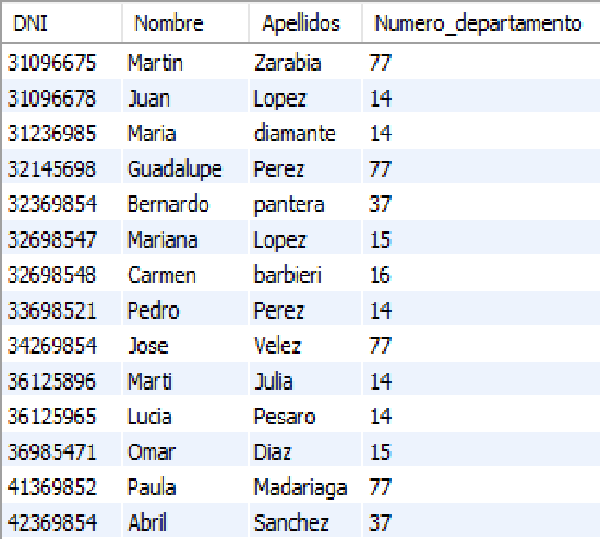 DNI Nombre Apellidos Numero_departamento
31096675 Martin Zarabia 77
31096678 Juan Lopez 14
31236985 Maria diamante 14
32145698 Guadalupe Perez 77
32369854 Bernardo pantera 37
32698547 Mariana Lopez 15
32698548 Carmen barbieri 16
33698521 Pedro Perez 14
34269854 Jose Velez 77
36125896 Marti Julia 14
36125965 Lucia Pesaro 14
36985471 Omar Diaz 15
41369852 Paula Madariaga 77
42369854 Abril Sanchez 37